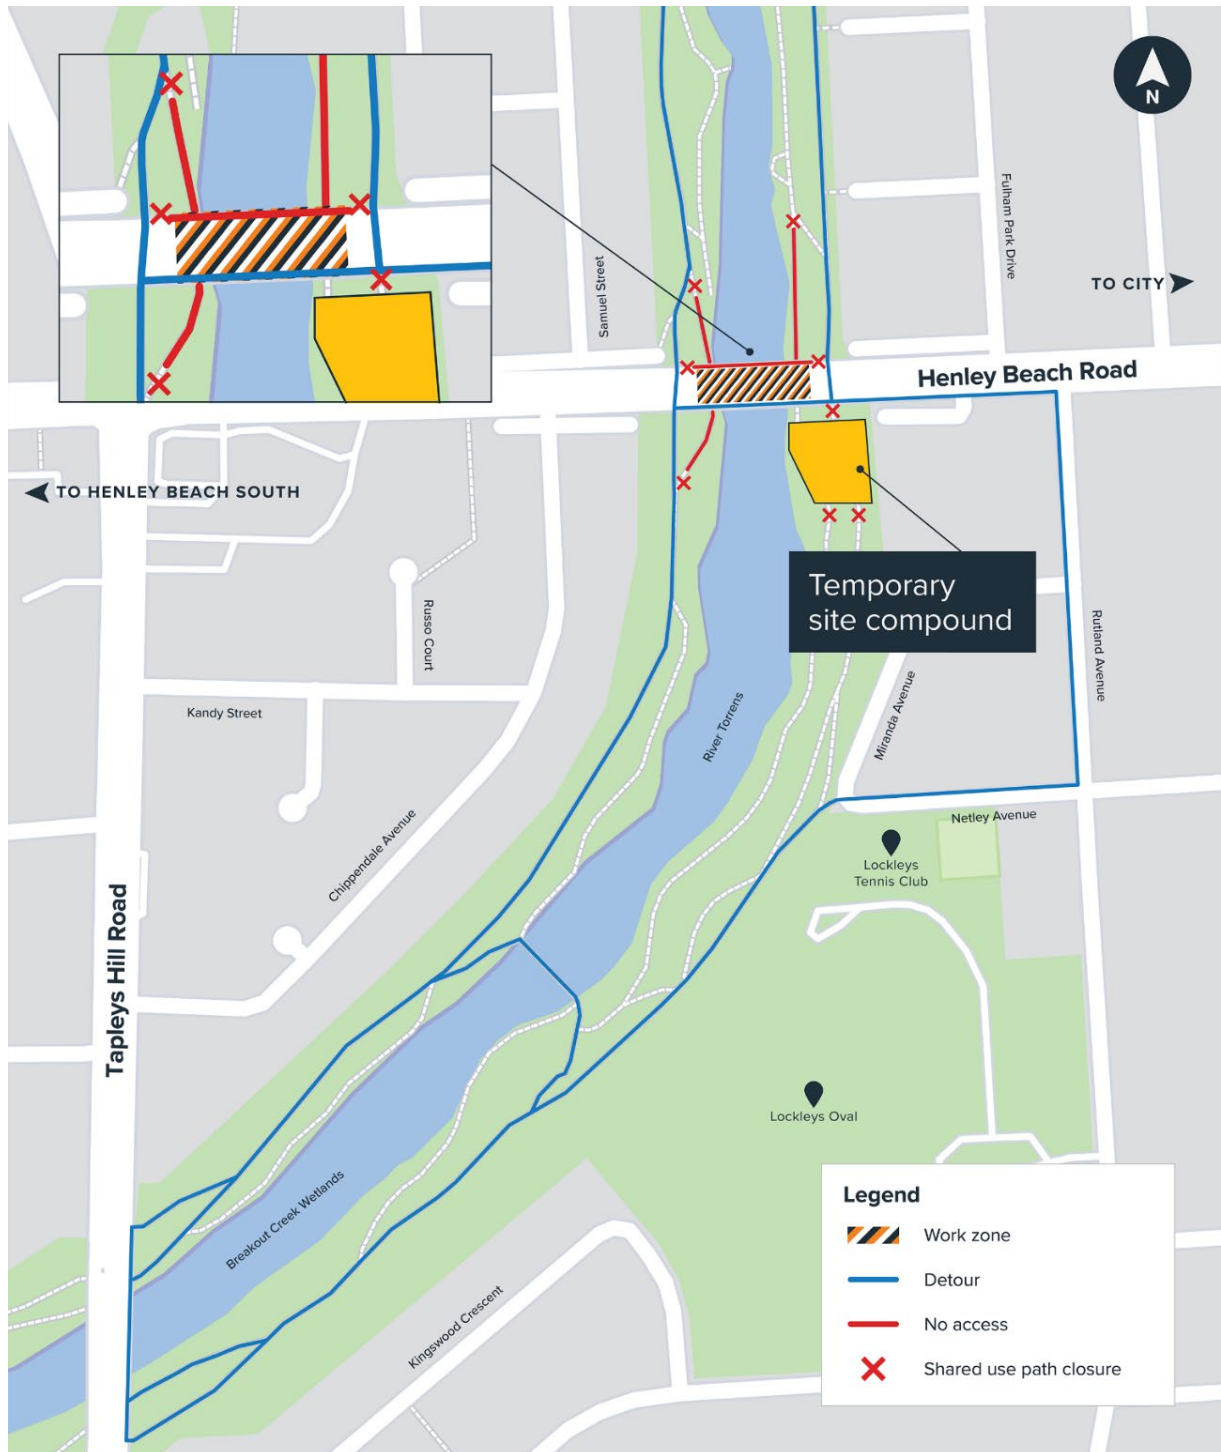 N
Samuel Street
Fulham Park Drive
TO CITY
Henley Beach Road
TO HENLEY BEACH SOUTH
Temporary
site compound
Russo Court
Rutland Avenue
Kandy Street
River Torrens
Miranda Avenue
Chippendale Avenue
Netley Avenue
Lockleys
Tennis Club
Tapleys Hill Road
Lockleys Oval
Breakout Creek Wetlands
Kingswood Crescent
Legend
Work zone
Detour
No access
Shared use path closure